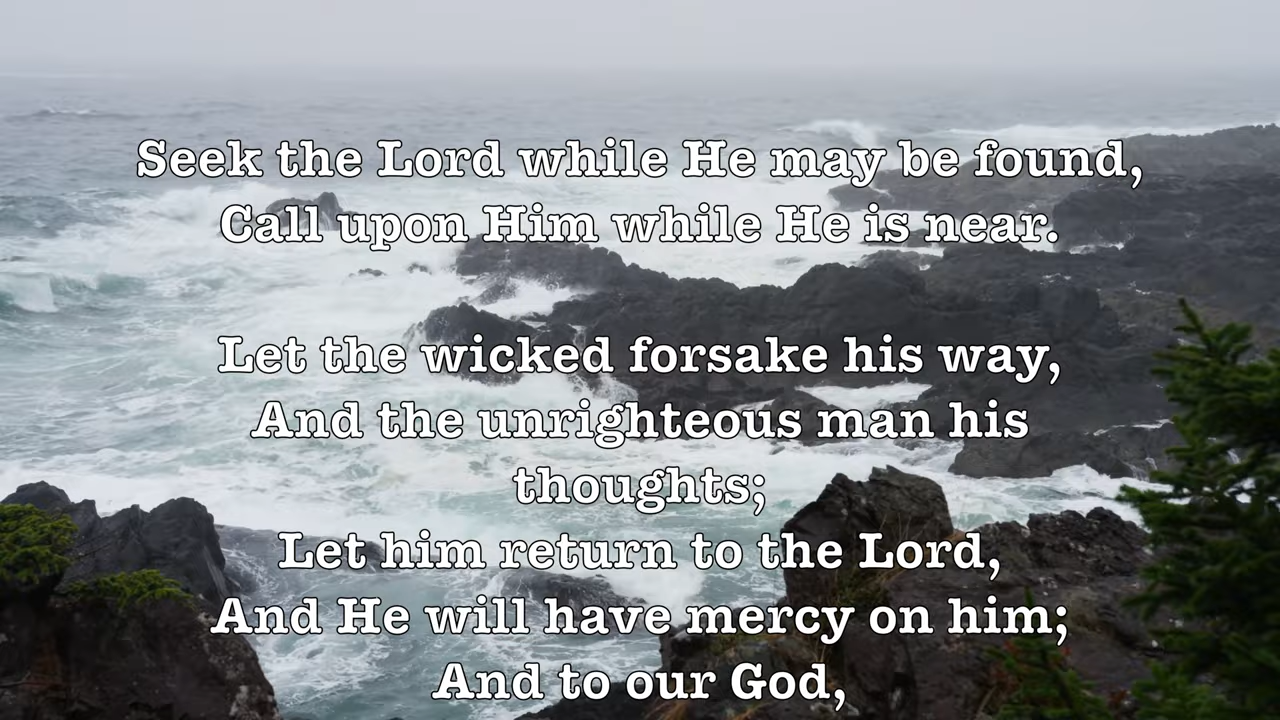 Seek the Lord while He may be found,
Call upon Him while He is near.
Let the wicked forsake his way,
And the unrighteous man his
thoughts;
Let him return to the Lord,
And He will have mercy on him;
And to our God,